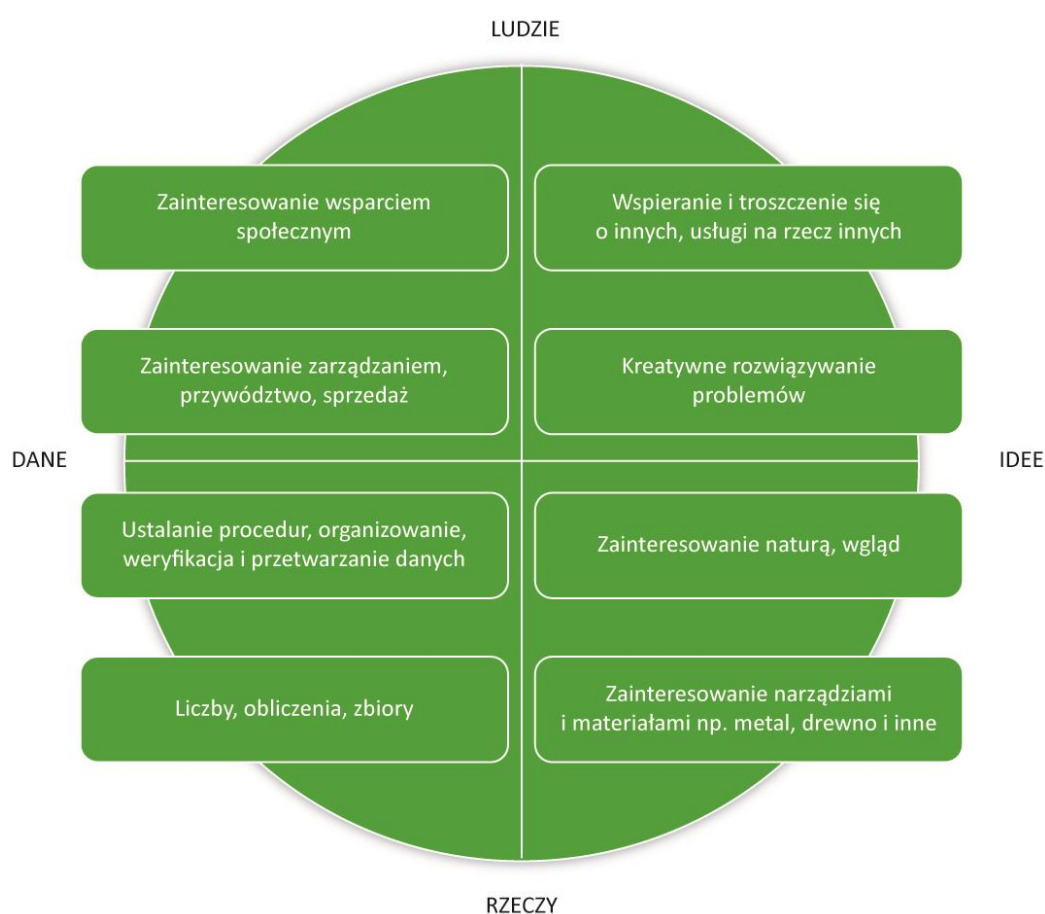 LUDZIE
Zainteresowanie wsparciem
społecznym
Wspieranie i troszczenie się
o innych, usługi na rzecz innych
Zainteresowanie zarządzaniem,
przywództwo, sprzedaż
Kreatywne rozwiązywanie
problemów
DANE
IDEE
Ustalanie procedur, organizowanie,
weryfikacja i przetwarzanie danych
Zainteresowanie naturą, wgląd
Liczby, obliczenia, zbiory
Zainteresowanie narządziami
i materiałami np. metal, drewno i inne
RZECZY